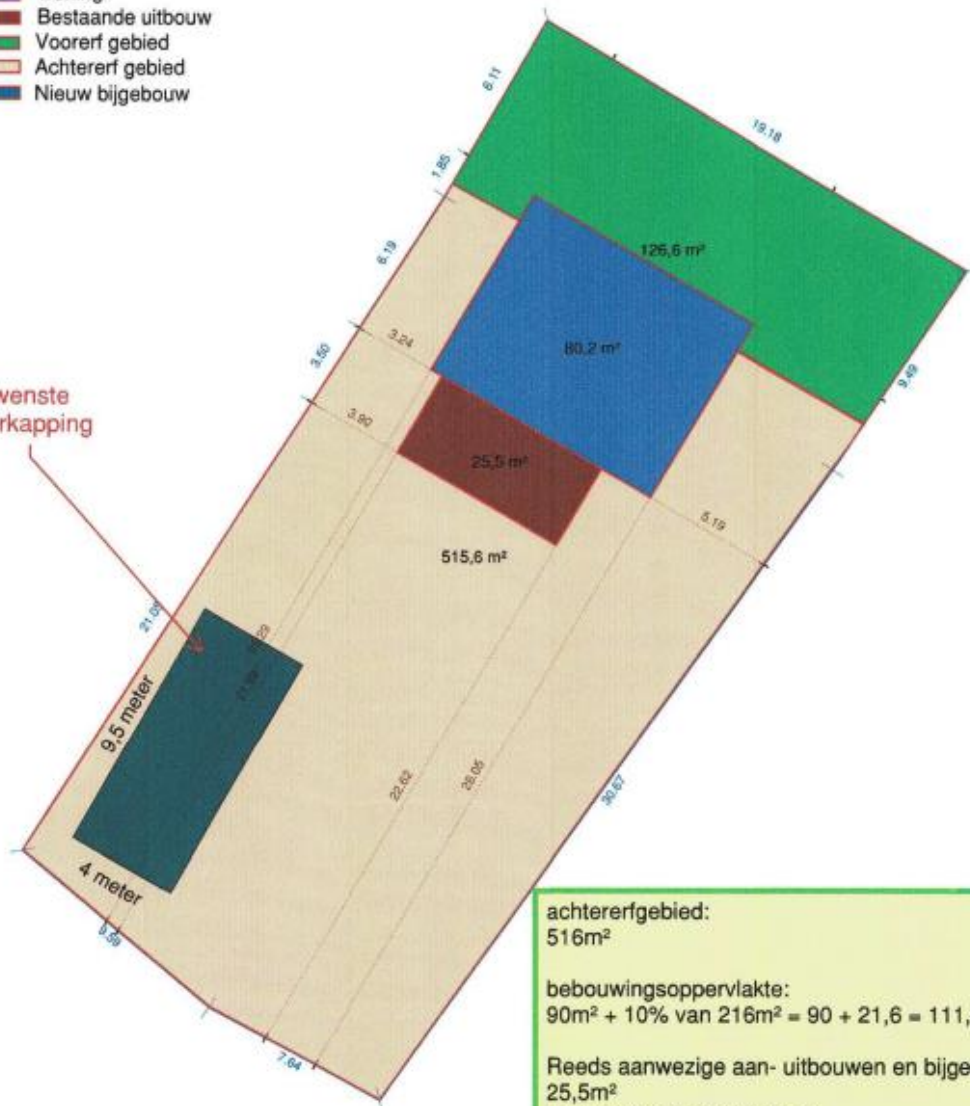 Bestaande uitbouw
Voorerf gebied
Achtererf gebied
Nieuw bijgebouw
6.11
19.18
1.85
126,6 m²
6.19
3.24
80,2 m²
3.50
9.49
wenste
rkapping
3.90
25,5 m²
5.19
515,6 m²
21.05
9,5 meter
22.62
28.05
30.67
4 meter
9.59
7.64
achtererfgebied:
516m²
bebouwingsoppervlakte:
90m² + 10% van 216m² = 90 + 21,6 = 111,
Reeds aanwezige aan- uitbouwen en bijge
25,5m²